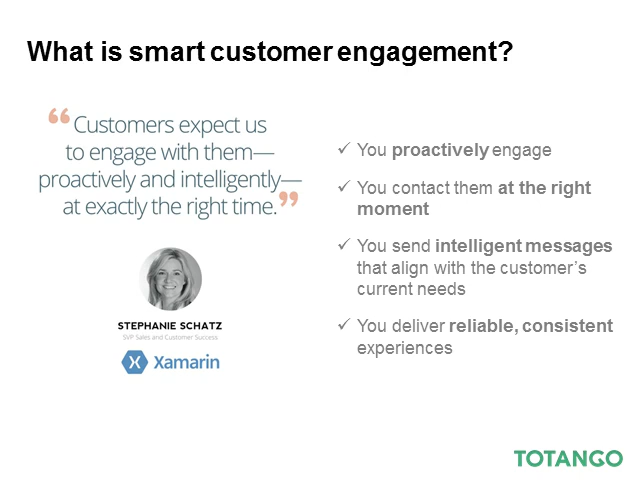 What is smart customer engagement?
“Customers expect us
to engage with them—
proactively and intelligently—
at exactly the right time.”
STEPHANIE SCHATZ
SVP Sales and Customer Success
X Xamarin
✓ You proactively engage
✓ You contact them at the right
moment
✓ You send intelligent messages
that align with the customer’s
current needs
✓ You deliver reliable, consistent
experiences
TOTANGO